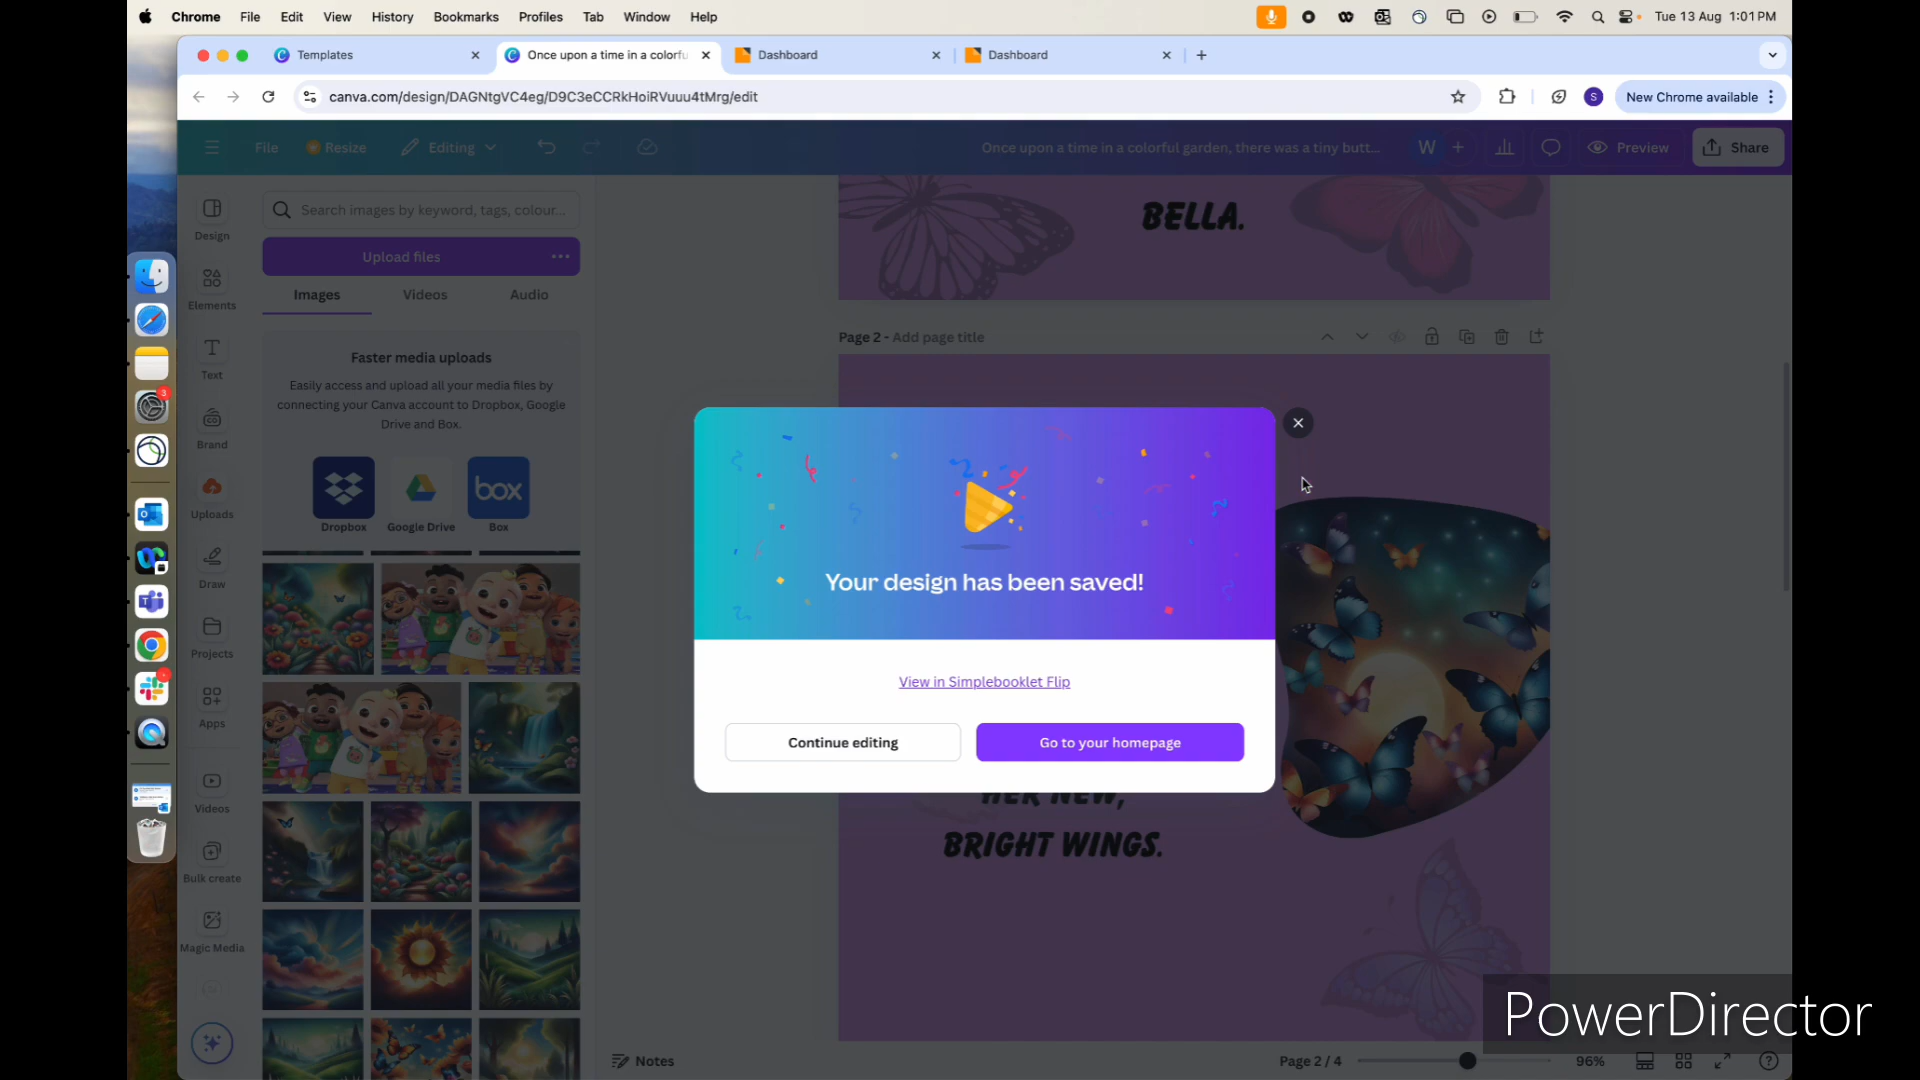 Chrome File Edit View History Bookmarks Profiles Tab Window Help
Tue 13 Aug 1:01 PM
Templates
Once upon a time in a colorfu
Dashboard
Dashboard
canva.com/design/DAGNtgVC4eg/D9C3eCCRkHoiRVuuu4tMrg/edit
S
New Chrome available
File
Resize
Editing
Once upon a time in a colorful garden, there was a tiny butt...
W
Preview
Share
Design
Elements
Text
Brand
Uploads
Draw
Projects
Apps
Videos
Bulk create
Magic Media
Search images by keyword, tags, colour...
Upload files
Images Videos Audio
Faster media uploads
Easily access and upload all your media files by
connecting your Canva account to Dropbox, Google
Drive and Box.
box
Dropbox Google Drive Box
BELLA.
Page 2 - Add page title
Your design has been saved!
View in Simplebooklet Flip
Continue editing
Go to your homepage
HER NEW,
BRIGHT WINGS.
Notes
Page 2 / 4
96%
3
PowerDirector